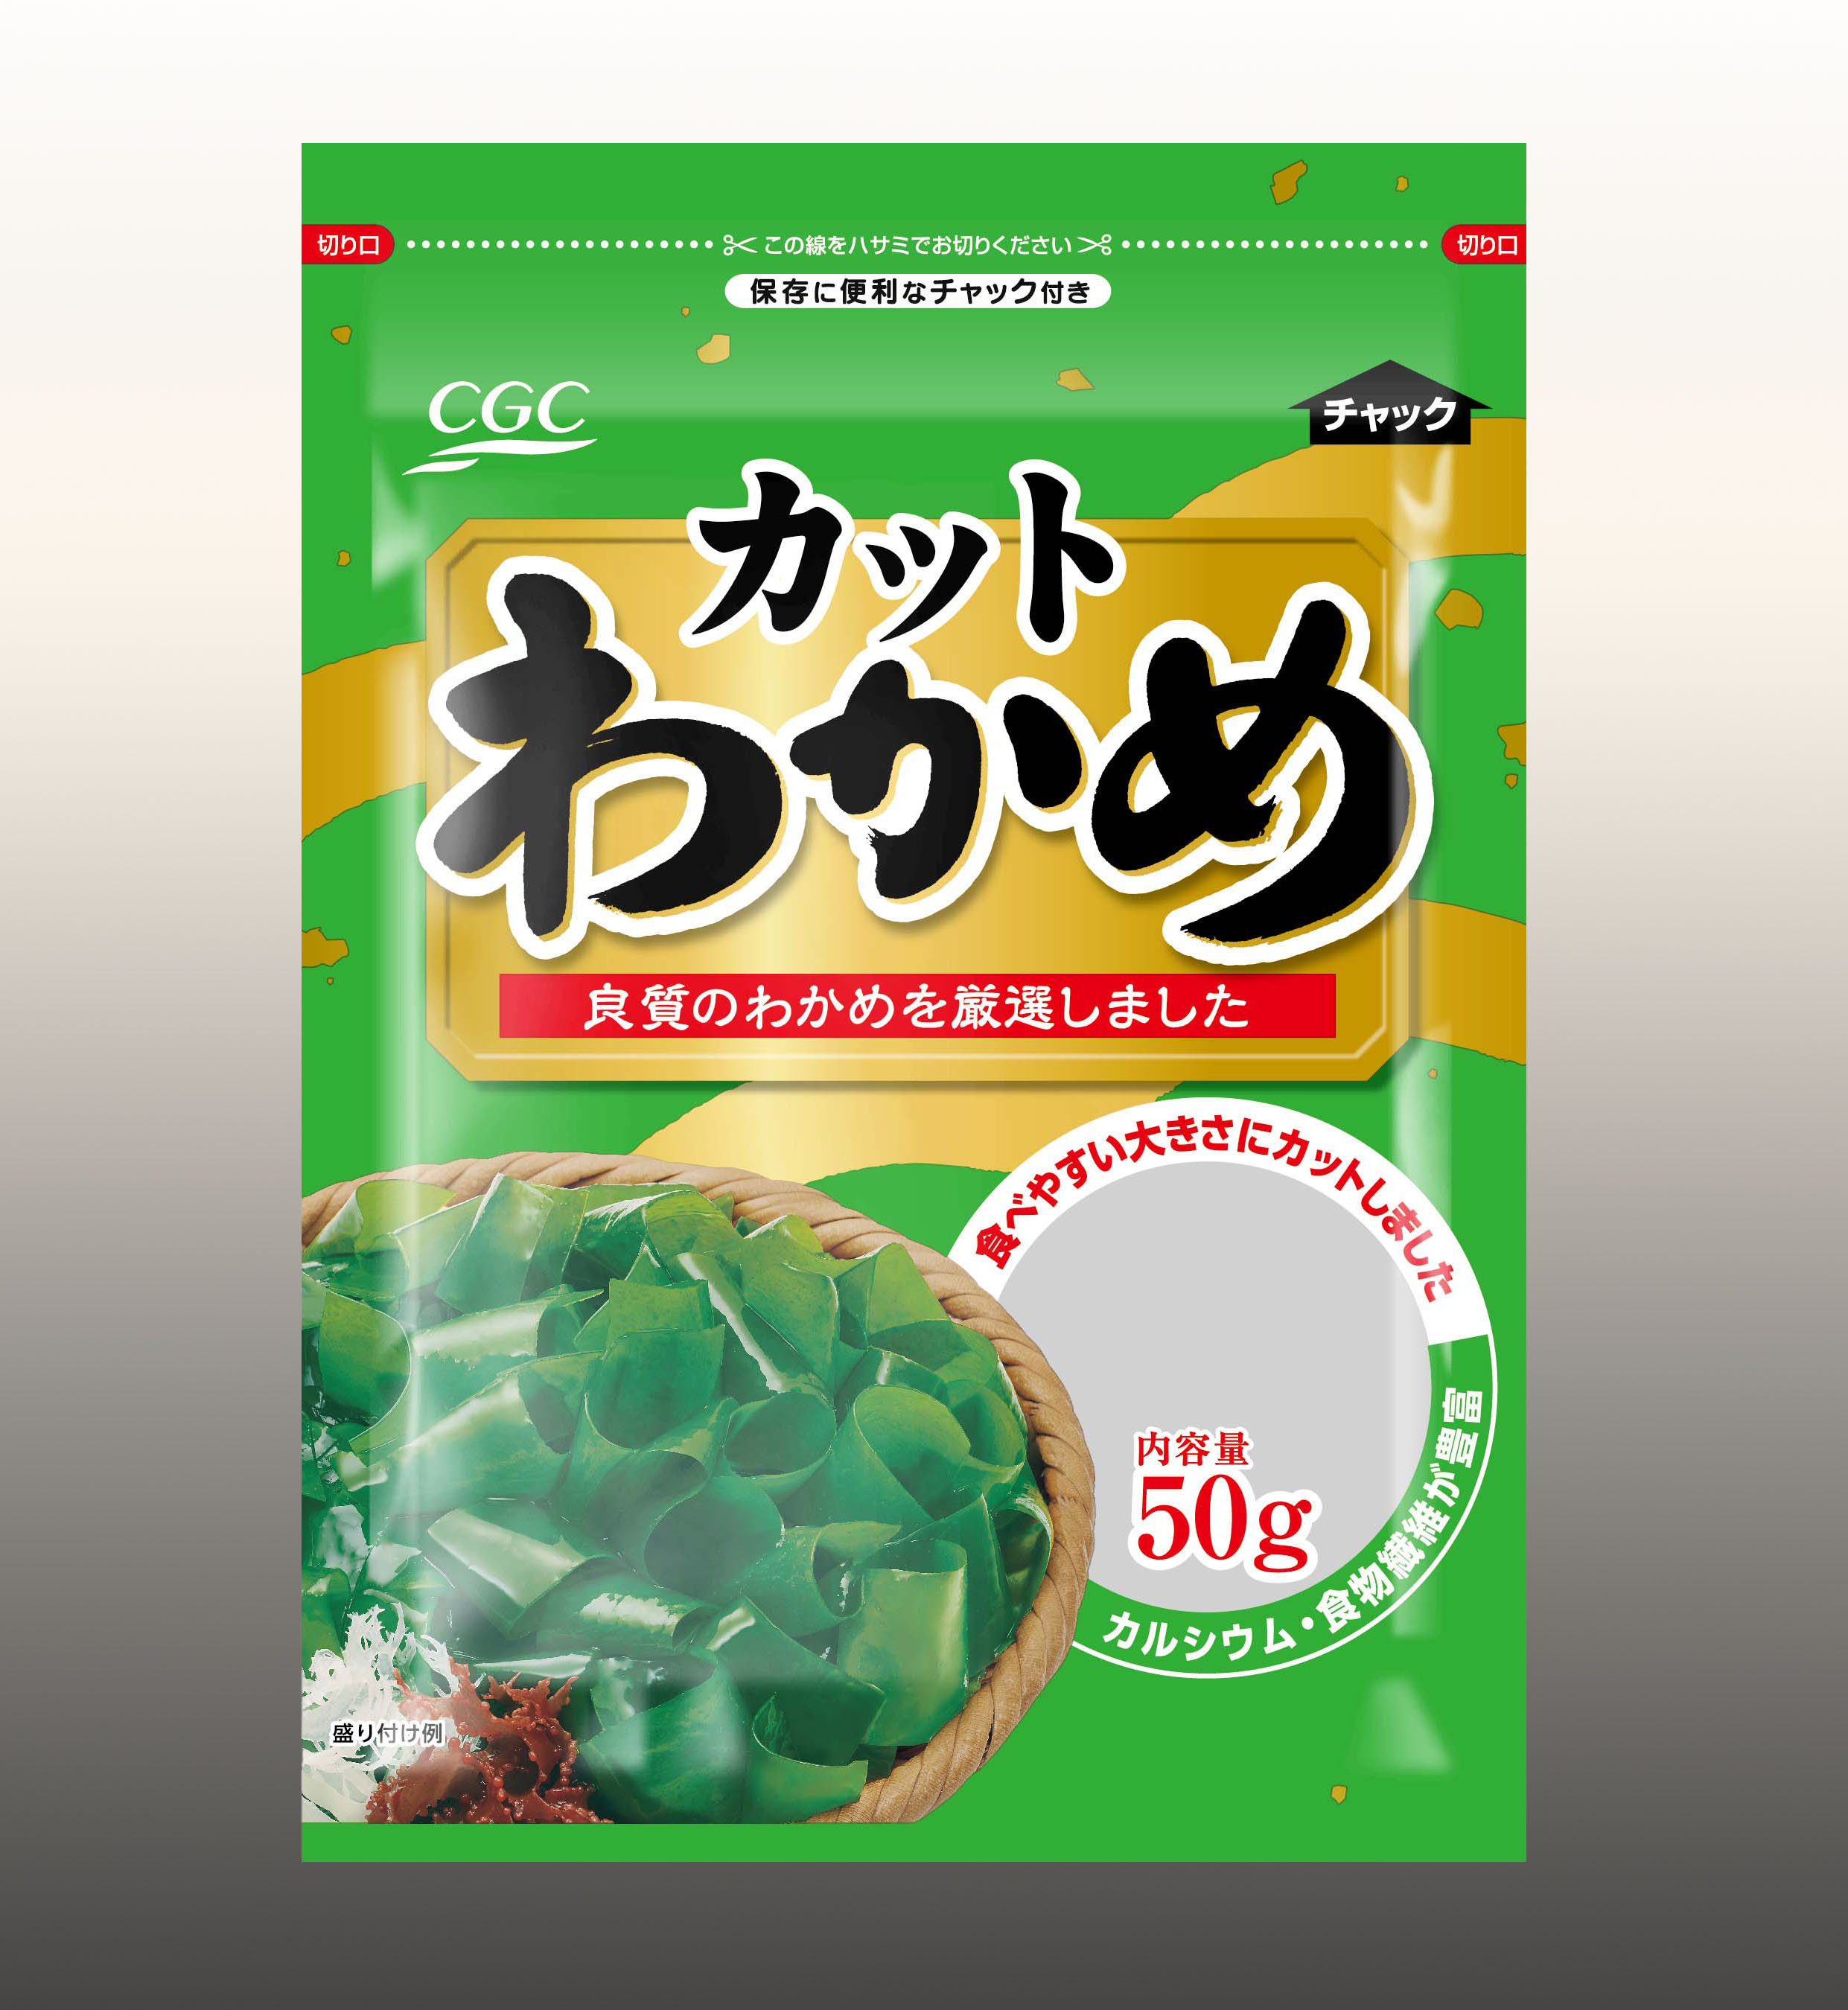 切り口
この線をハサミでお切りください
切り口
保存に便利なチャック付き
CGC
チャック
カット
わかめ
良質のわかめを厳選しました
食べやすい大きさにカットしました
内容量
50g
カルシウム・食物繊維が豊富
盛り付け例